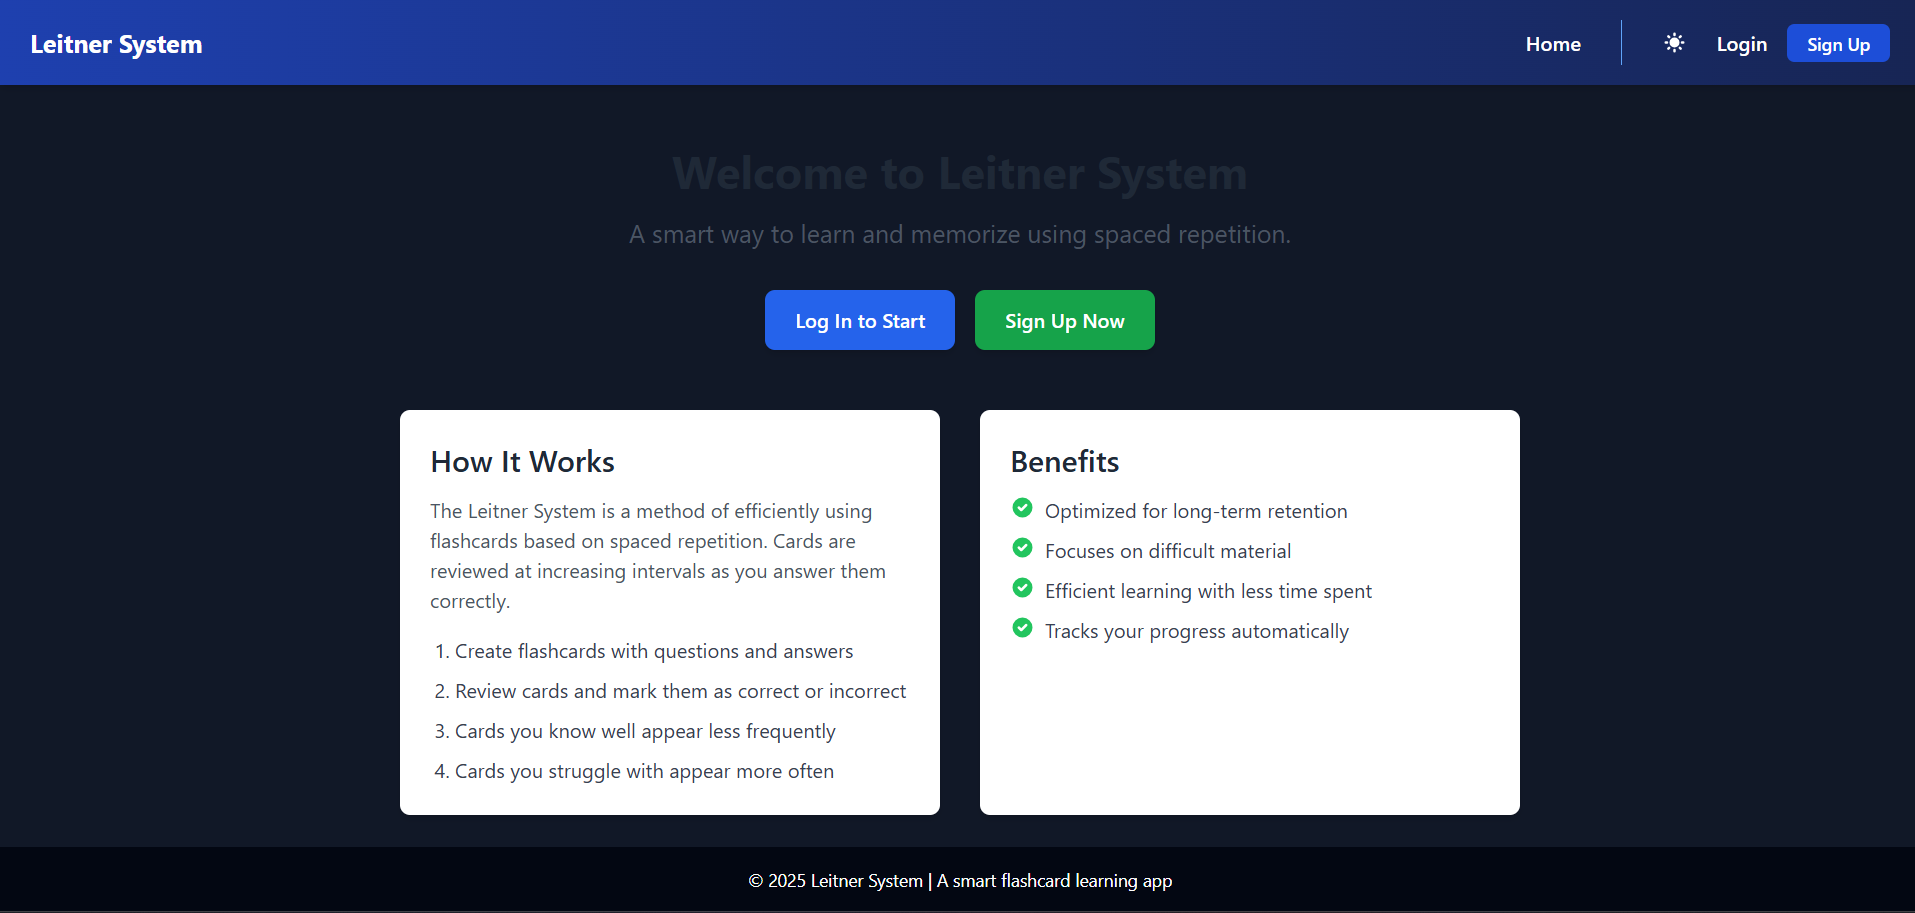 Leitner System
Home
Login
Sign Up
Welcome to Leitner System
A smart way to learn and memorize using spaced repetition.
Log In to Start
Sign Up Now
How It Works
The Leitner System is a method of efficiently using
flashcards based on spaced repetition. Cards are
reviewed at increasing intervals as you answer them
correctly.
1. Create flashcards with questions and answers
2. Review cards and mark them as correct or incorrect
3. Cards you know well appear less frequently
4. Cards you struggle with appear more often
Benefits
Optimized for long-term retention
Focuses on difficult material
Efficient learning with less time spent
Tracks your progress automatically
© 2025 Leitner System | A smart flashcard learning app